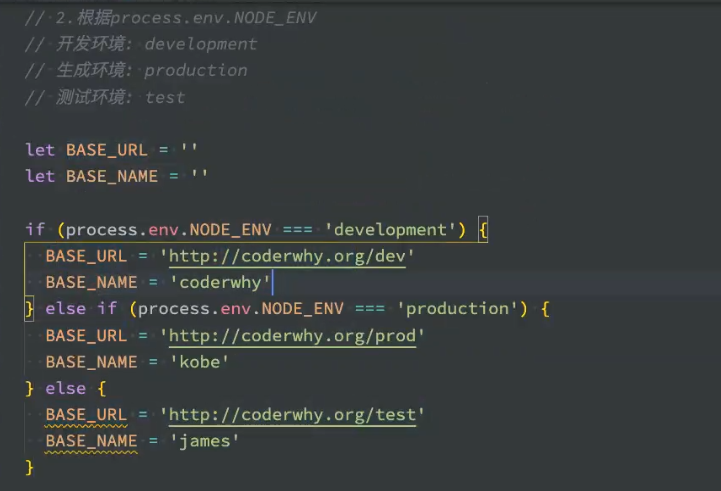 // 2.根据process.env.NODE_ENV
// 开发环境: development
// 生成环境: production
// 测试环境: test
let BASE_URL = ''
let BASE_NAME = ''
if (process.env.NODE_ENV === 'development') {
BASE_URL = 'http://coderwhy.org/dev'
BASE_NAME = 'coderwhy'
} else if (process.env.NODE_ENV === 'production') {
BASE_URL = 'http://coderwhy.org/prod'
BASE_NAME = 'kobe'
} else {
BASE_URL = 'http://coderwhy.org/test'
BASE_NAME = 'james'
}